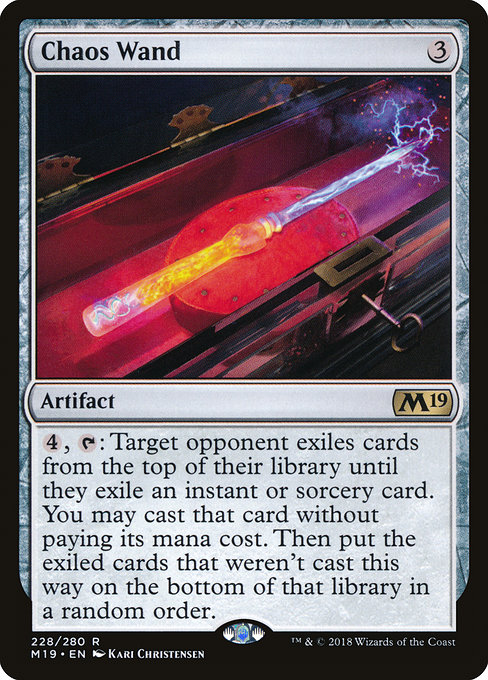 Chaos Wand 3
Artifact M19
4, T: Target opponent exiles cards
from the top of their library until
they exile an instant or sorcery card.
You may cast that card without
paying its mana cost. Then put the
exiled cards that weren't cast this
way on the bottom of that library in
a random order.
228/280 R
M19 • EN Kari Christensen ™ & © 2018 Wizards of the Coast